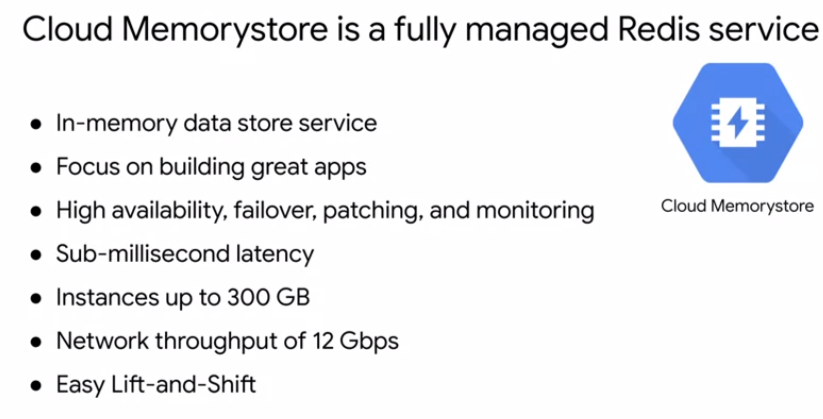 Cloud Memorystore is a fully managed Redis service
● In-memory data store service
● Focus on building great apps
● High availability, failover, patching, and monitoring
● Sub-millisecond latency
● Instances up to 300 GB
● Network throughput of 12 Gbps
● Easy Lift-and-Shift
Cloud Memorystore